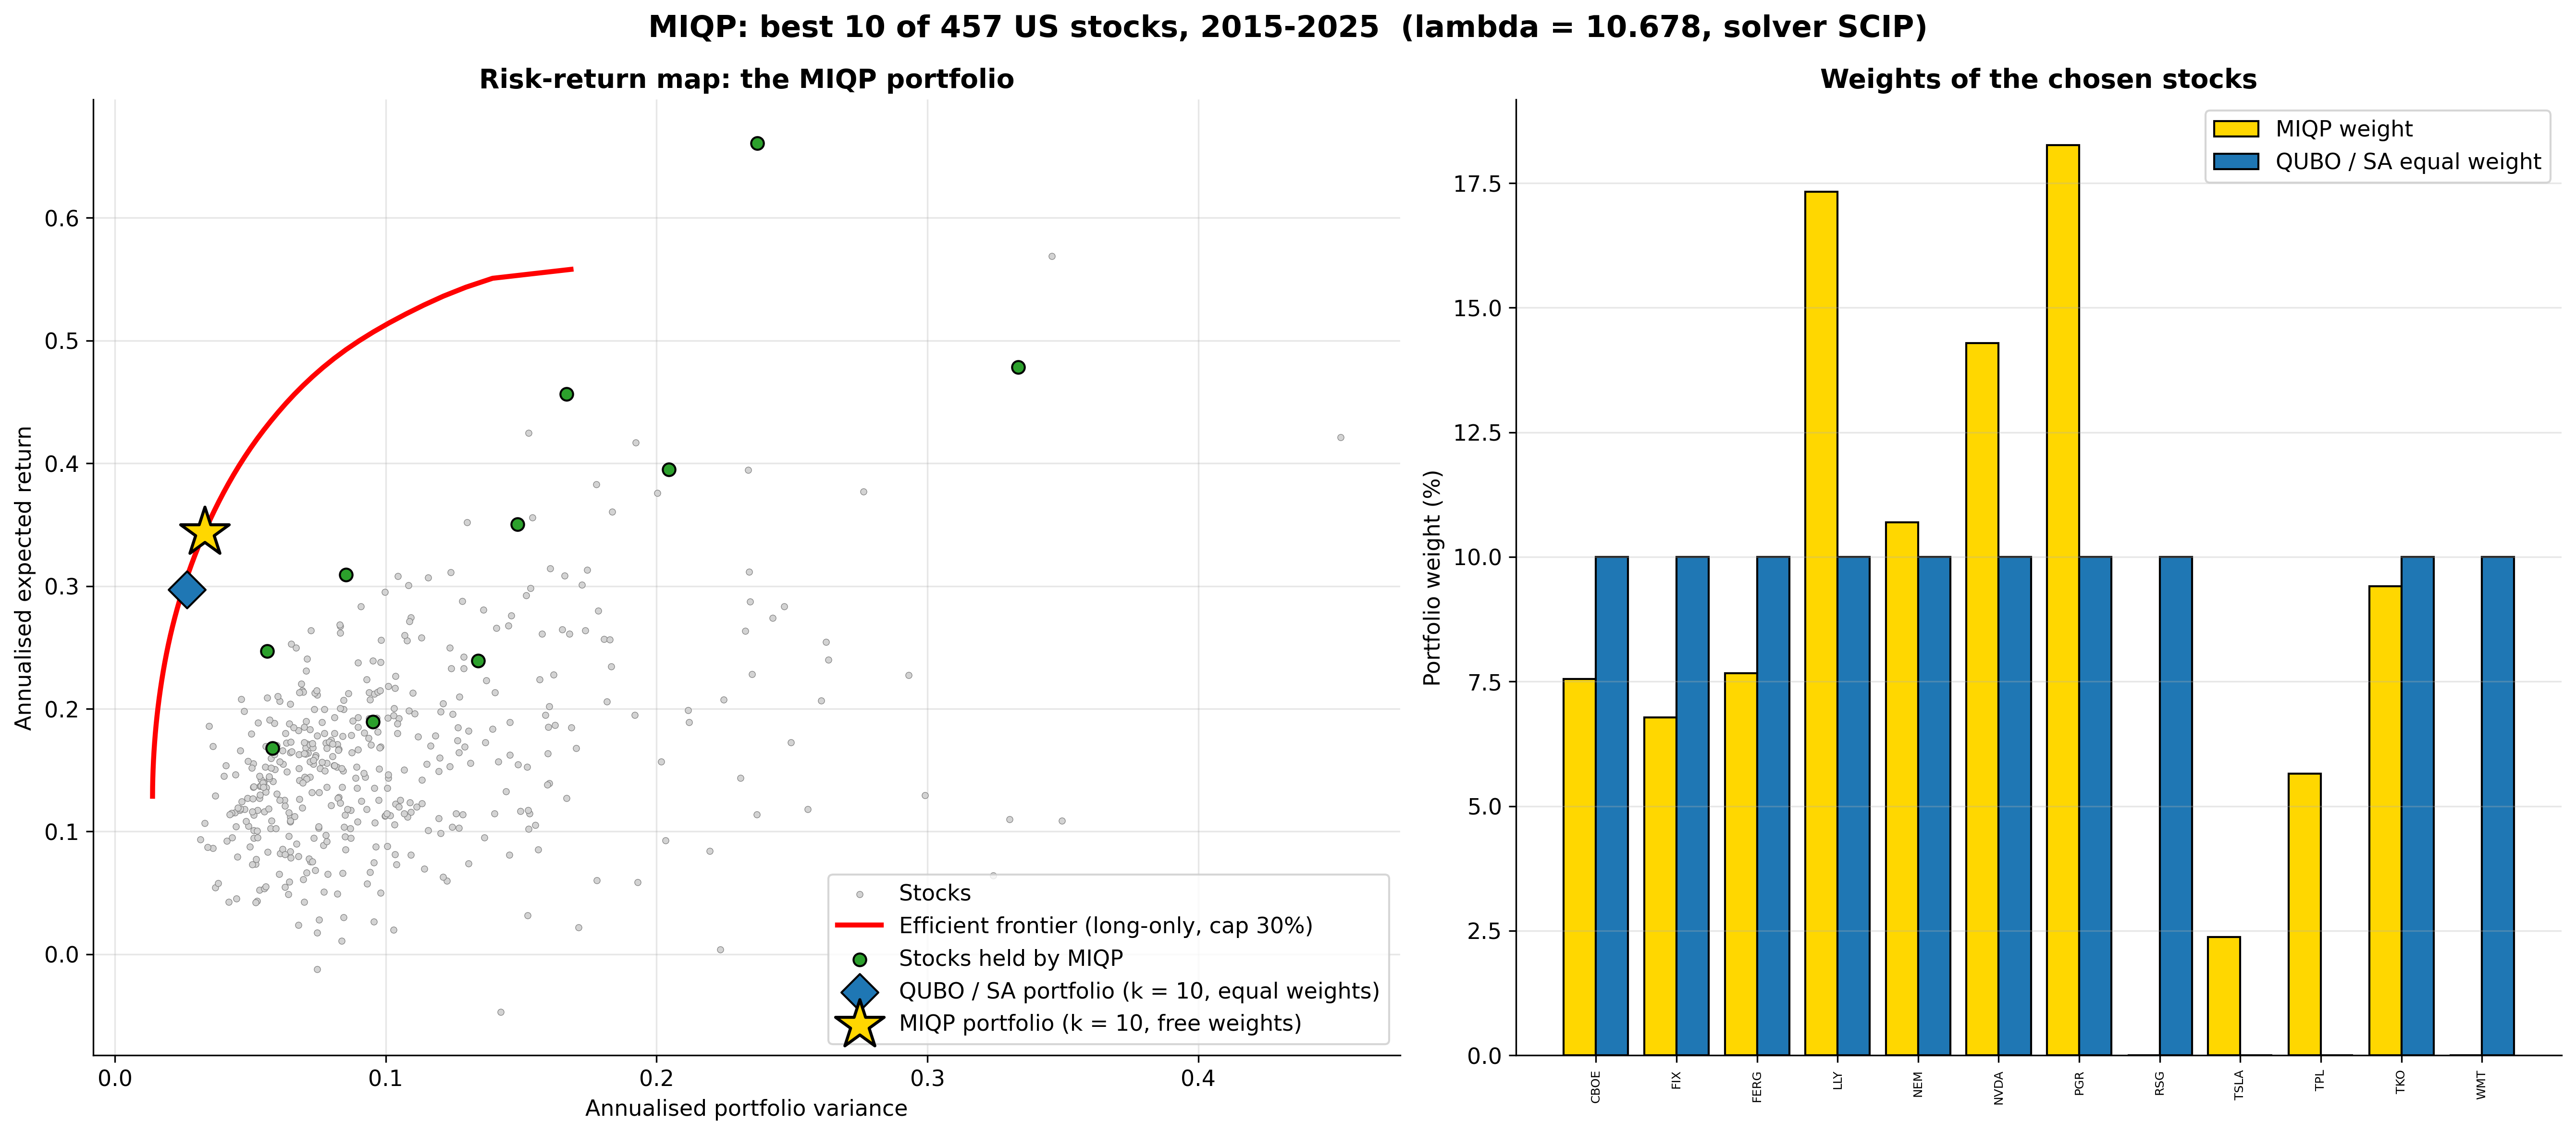 MIQP: best 10 of 457 US stocks, 2015-2025  (lambda = 10.678, solver SCIP)
Risk-return map: the MIQP portfolio
Annualised expected return
0.6
0.5
0.4
0.3
0.2
0.1
0.0
Stocks
Efficient frontier (long-only, cap 30%)
Stocks held by MIQP
QUBO / SA portfolio (k = 10, equal weights)
MIQP portfolio (k = 10, free weights)
0.0 0.1 0.2 0.3 0.4
Annualised portfolio variance
Weights of the chosen stocks
MIQP weight
QUBO / SA equal weight
Portfolio weight (%)
17.5
15.0
12.5
10.0
7.5
5.0
2.5
0.0
CBOE
FIX
FERG
LLY
NEM
NVDA
PGR
RSG
TSLA
TPL
TKO
WMT